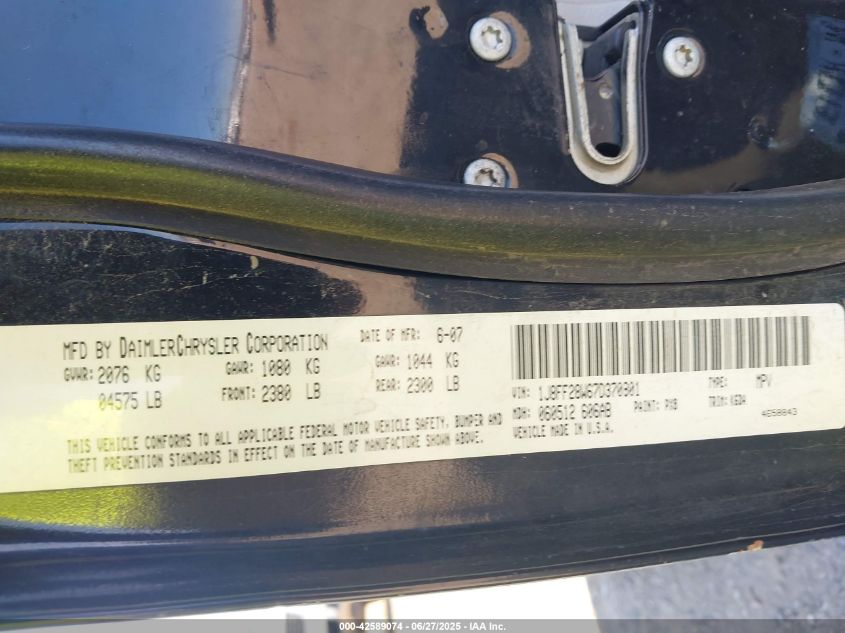 MFD BY DAIMLERCHRYSLER CORPORATION DATE OF MFR: 6-07
GVWR: 2076 KG GAWR: 1080 KG GAWR: 1044 KG
04575 LB FRONT: 2380 LB REAR: 2300 LB
THIS VEHICLE CONFORMS TO ALL APPLICABLE FEDERAL MOTOR VEHICLE SAFETY, BUMPER AND
THEFT PREVENTION STANDARDS IN EFFECT ON THE DATE OF MANUFACTURE SHOWN ABOVE.
VIN: 1J8FF28W67D370301 TYPE: MPV
MDH: 060512 606AB PAINT: PXB TRIM: K6DA
VEHICLE MADE IN U.S.A. 4658843
000-42589074 | 06/27/2025 - IAA Inc.